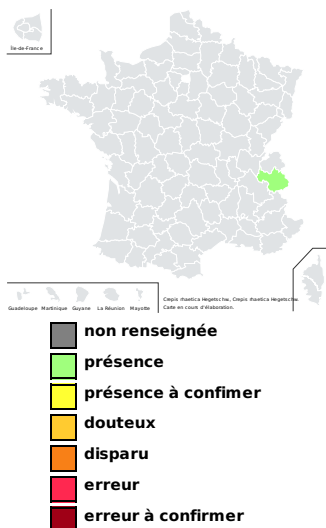 Île-de-France
Guadeloupe Martinique Guyane La Réunion Mayotte
Crepis rhaetica Hegetschw., Crepis rhaetica Hegetschw.
Carte en cours d'élaboration.
non renseignée
présence
présence à confimer
douteux
disparu
erreur
erreur à confirmer